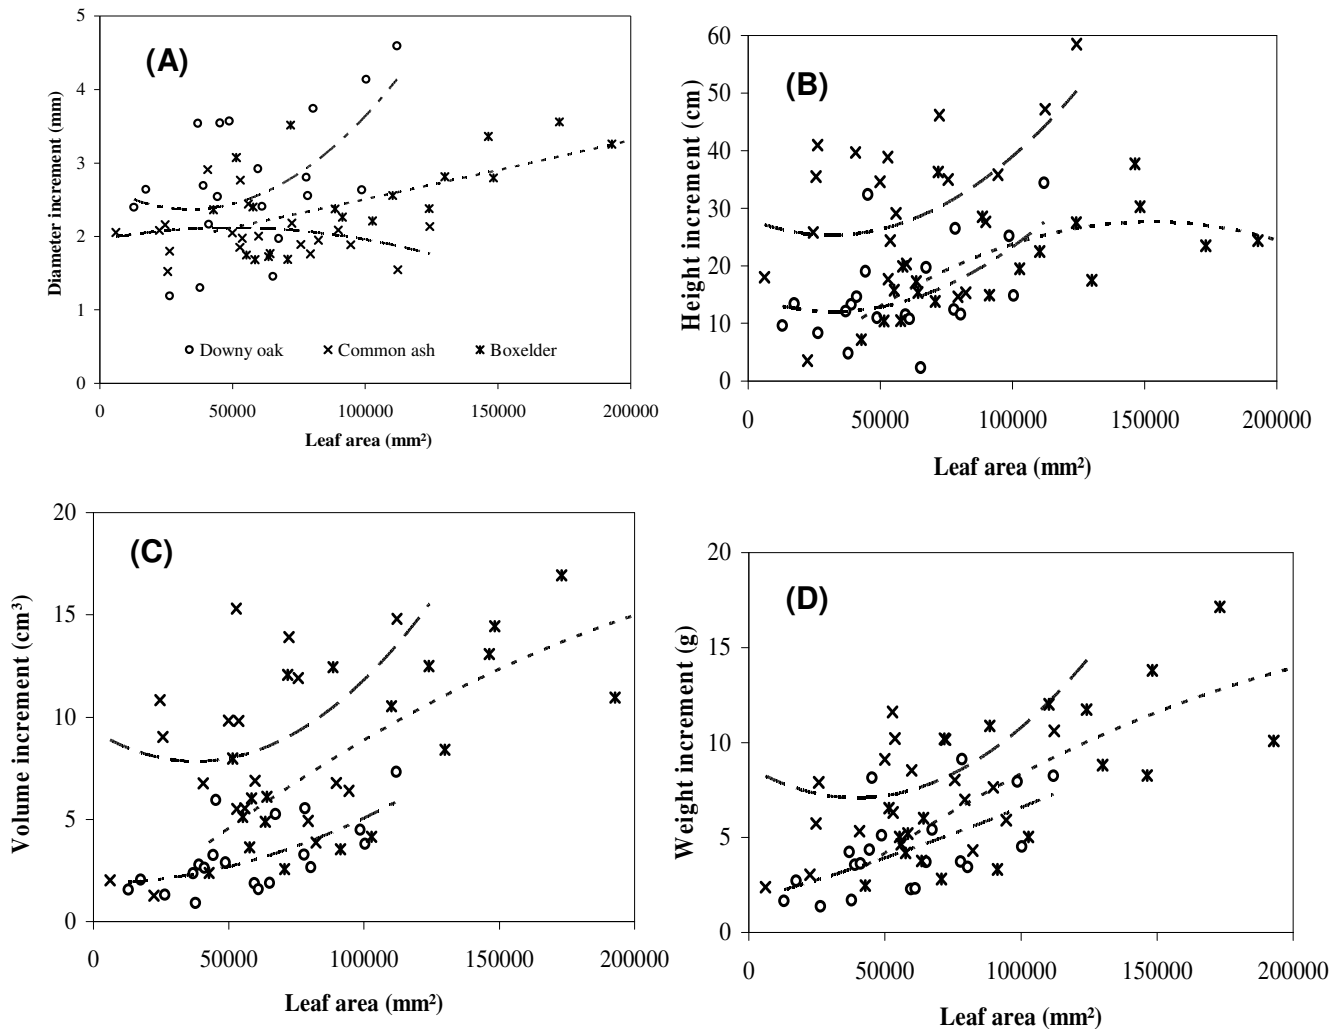 (A)
Diameter increment (mm)
5
4
3
2
1
0
Downy oak Common ash Boxelder
0 50000 100000 150000 200000
Leaf area (mm²)
(B)
Height increment (cm)
60
50
40
30
20
10
0
0 50000 100000 150000 200000
Leaf area (mm²)
(C)
Volume increment (cm³)
20
15
10
5
0
0 50000 100000 150000 200000
Leaf area (mm²)
(D)
Weight increment (g)
20
15
10
5
0
0 50000 100000 150000 200000
Leaf area (mm²)